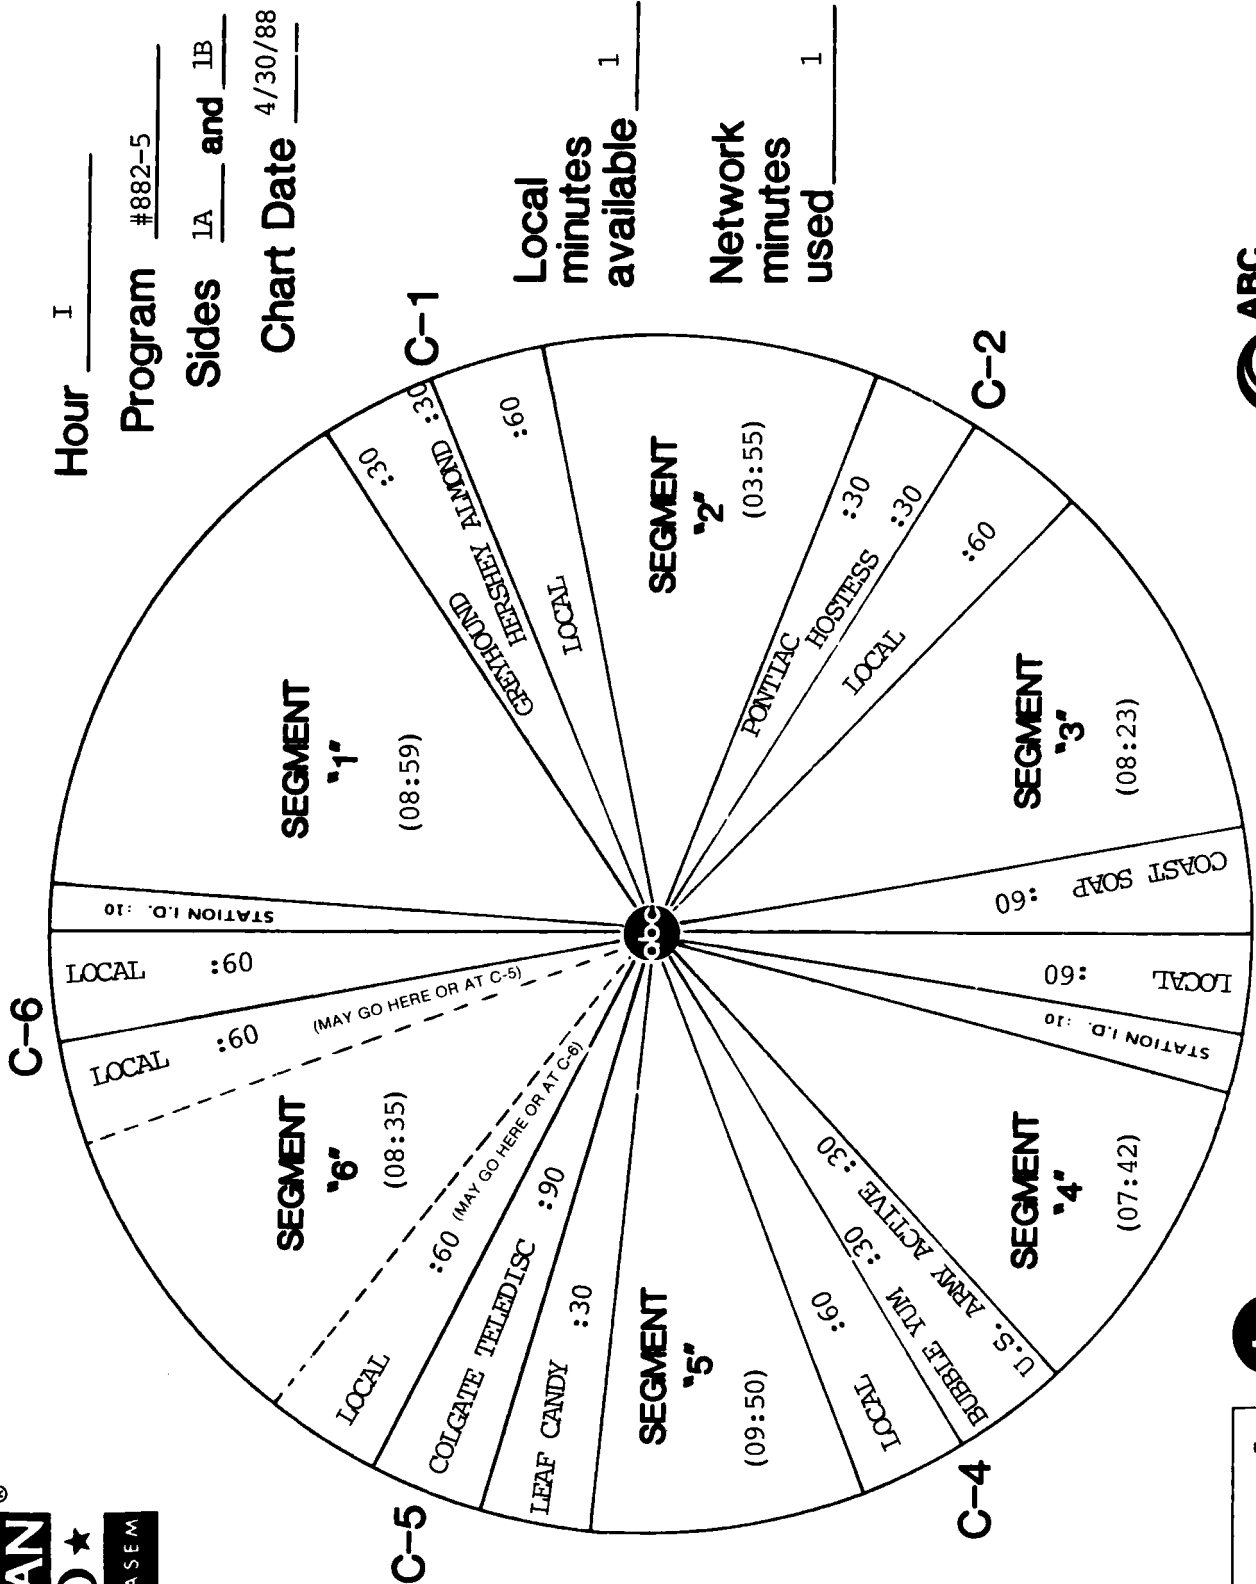 Hour I
Program #882-5
Sides 1A and 1B
Chart Date 4/30/88
Local
minutes
available 1
Network
minutes
used 1
STATION I.D. :10
SEGMENT
"1"
(08:59)
C-1
GREYHOUND :30
HERSHEY ALMOND :30
LOCAL :60
SEGMENT
"2"
(03:55)
C-2
PONTIAC :30
HOSTESS :30
LOCAL :60
SEGMENT
"3"
(08:23)
COAST SOAP :60
LOCAL :60
STATION I.D. :10
SEGMENT
"4"
(07:42)
C-4
U.S. ARMY ACTIVE :30
BUBBLE YUM :30
LOCAL :60
SEGMENT
"5"
(09:50)
C-5
LEAF CANDY :30
COLGATE TELEDISC :90
LOCAL :60 (MAY GO HERE OR AT C-6)
SEGMENT
"6"
(08:35)
C-6
LOCAL :60 (MAY GO HERE OR AT C-5)
LOCAL :60
abc
ABC
AN
®
ASEM